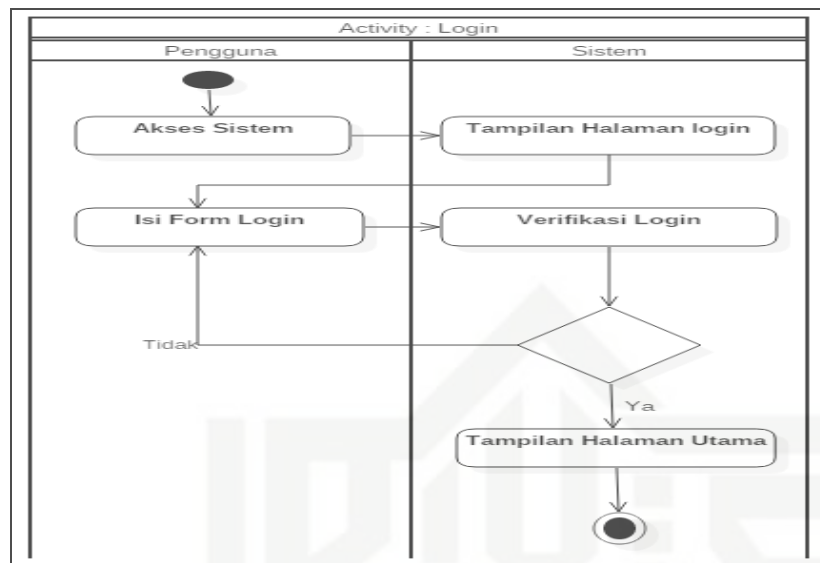 Activity : Login
Pengguna
Sistem
Akses Sistem
Tampilan Halaman login
Isi Form Login
Verifikasi Login
Tidak
Ya
Tampilan Halaman Utama